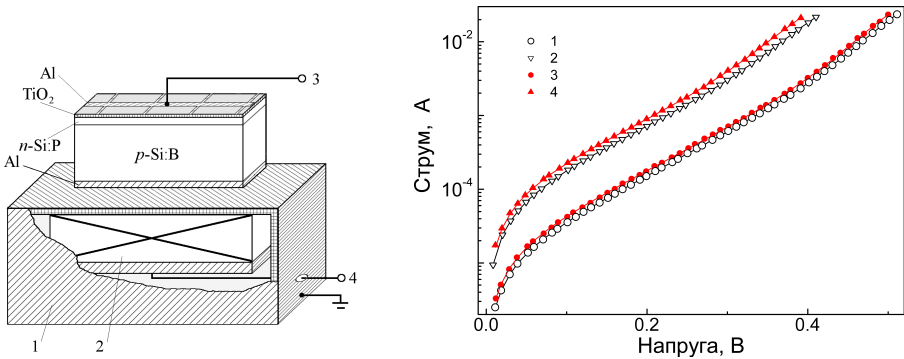 Al
TiO2
n-Si:P
Al
p-Si:B
3
4
1
2
Струм, А
10-2
10-4
1
2
3
4
0.0
0.2
0.4
Напруга, В